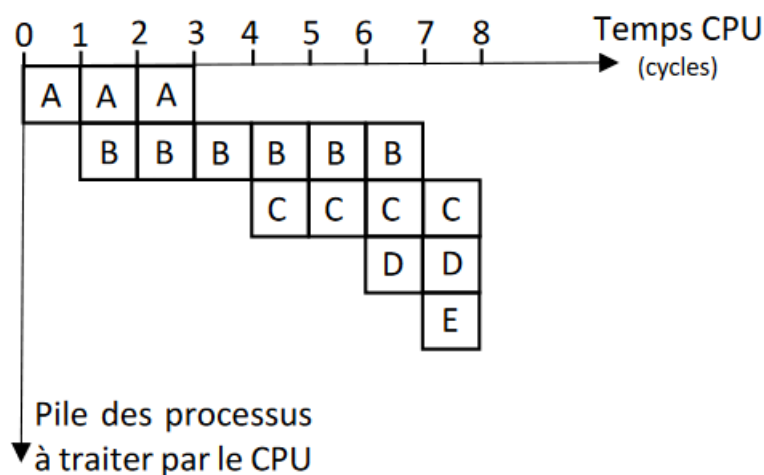 0 1 2 3 4 5 6 7 8 Temps CPU
(cycles)
A A A
B B B B B B
C C C C
D D
E
Pile des processus
à traiter par le CPU